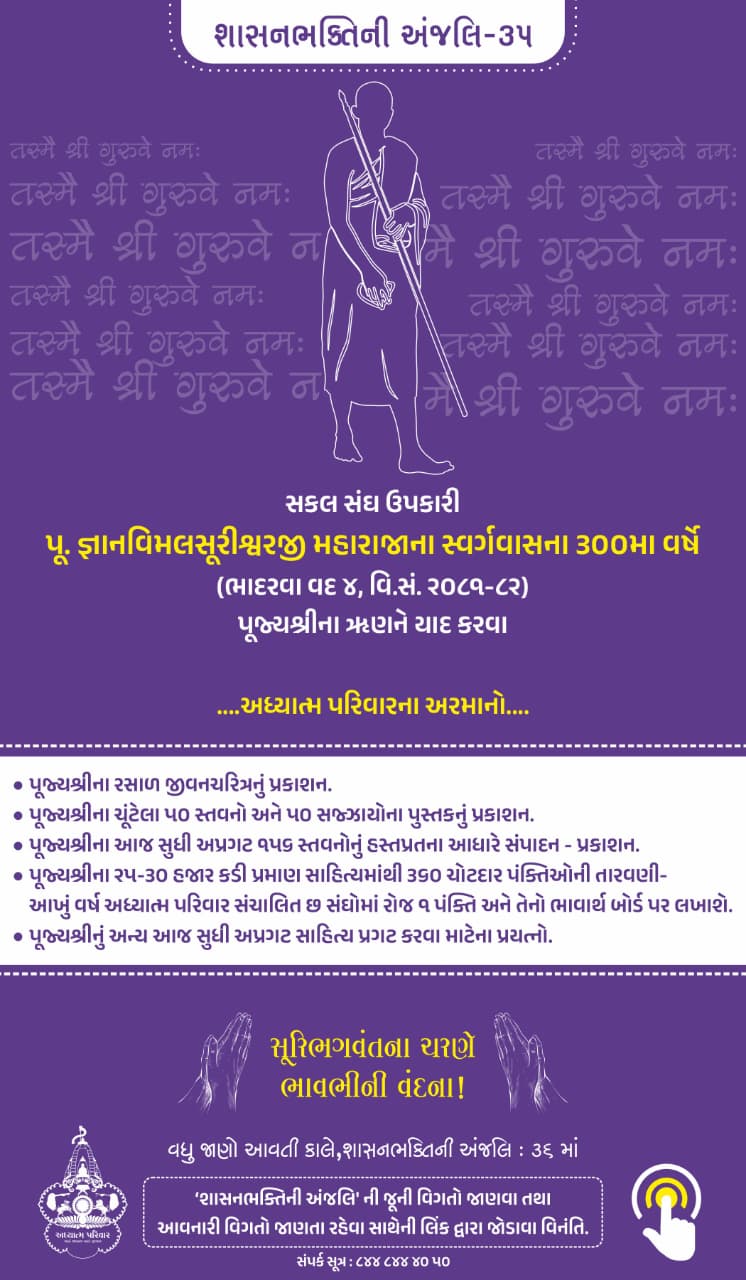 શાસનભક્તિની અંજલિ-૩૫
તસ્મૈ શ્રી ગુરુવે નમઃ તસ્મૈ શ્રી ગુરુવે નમઃ
તસ્મૈ શ્રી ગુરુવે નમઃ તસ્મૈ શ્રી ગુરુવે નમઃ
તસ્મૈ શ્રી ગુરુવે ન મૈ શ્રી ગુરુવે નમઃ
તસ્મૈ શ્રી ગુરુવે નમઃ તસ્મૈ શ્રી ગુરુવે નમઃ
તસ્મૈ શ્રી ગુરુવે નમઃ તસ્મૈ શ્રી ગુરુવે નમઃ
તસ્મૈ શ્રી ગુરુવે ન મૈ શ્રી ગુરુવે નમઃ
સકલ સંઘ ઉપકારી
પૂ. જ્ઞાનવિમલસૂરીશ્વરજી મહારાજાના સ્વર્ગવાસના ૩૦૦મા વર્ષે
(ભાદરવા વદ ૪, વિ.સં. ૨૦૮૧-૮૨)
પૂજ્યશ્રીના ઋણને યાદ કરવા
....અધ્યાત્મ પરિવારના અરમાનો....
• પૂજ્યશ્રીના રસાળ જીવનચરિત્રનું પ્રકાશન.
• પૂજ્યશ્રીના ચૂંટેલા ૫૦ સ્તવનો અને ૫૦ સજ્ઝાયોના પુસ્તકનું પ્રકાશન.
• પૂજ્યશ્રીના આજ સુધી અપ્રગટ ૧૫૬ સ્તવનોનું હસ્તપ્રતના આધારે સંપાદન - પ્રકાશન.
• પૂજ્યશ્રીના ૨૫-૩૦ હજાર કડી પ્રમાણ સાહિત્યમાંથી ૩૬૦ ચોટદાર પંક્તિઓની તારવણી-
આખું વર્ષ અધ્યાત્મ પરિવાર સંચાલિત છ સંઘોમાં રોજ ૧ પંક્તિ અને તેનો ભાવાર્થ બોર્ડ પર લખાશે.
• પૂજ્યશ્રીનું અન્ય આજ સુધી અપ્રગટ સાહિત્ય પ્રગટ કરવા માટેના પ્રયત્નો.
સૂરિભગવંતના ચરણે
ભાવભીની વંદના!
વધુ જાણો આવતી કાલે,શાસનભક્તિની અંજલિ : ૩૬ માં
'શાસનભક્તિની અંજલિ' ની જૂની વિગતો જાણવા તથા
આવનારી વિગતો જાણતા રહેવા સાથેની લિંક દ્વારા જોડાવા વિનંતિ.
અધ્યાત્મ પરિવાર
સંપર્ક સૂત્ર : ૮૪૪ ૮૪૪ ૪૦ ૫૦